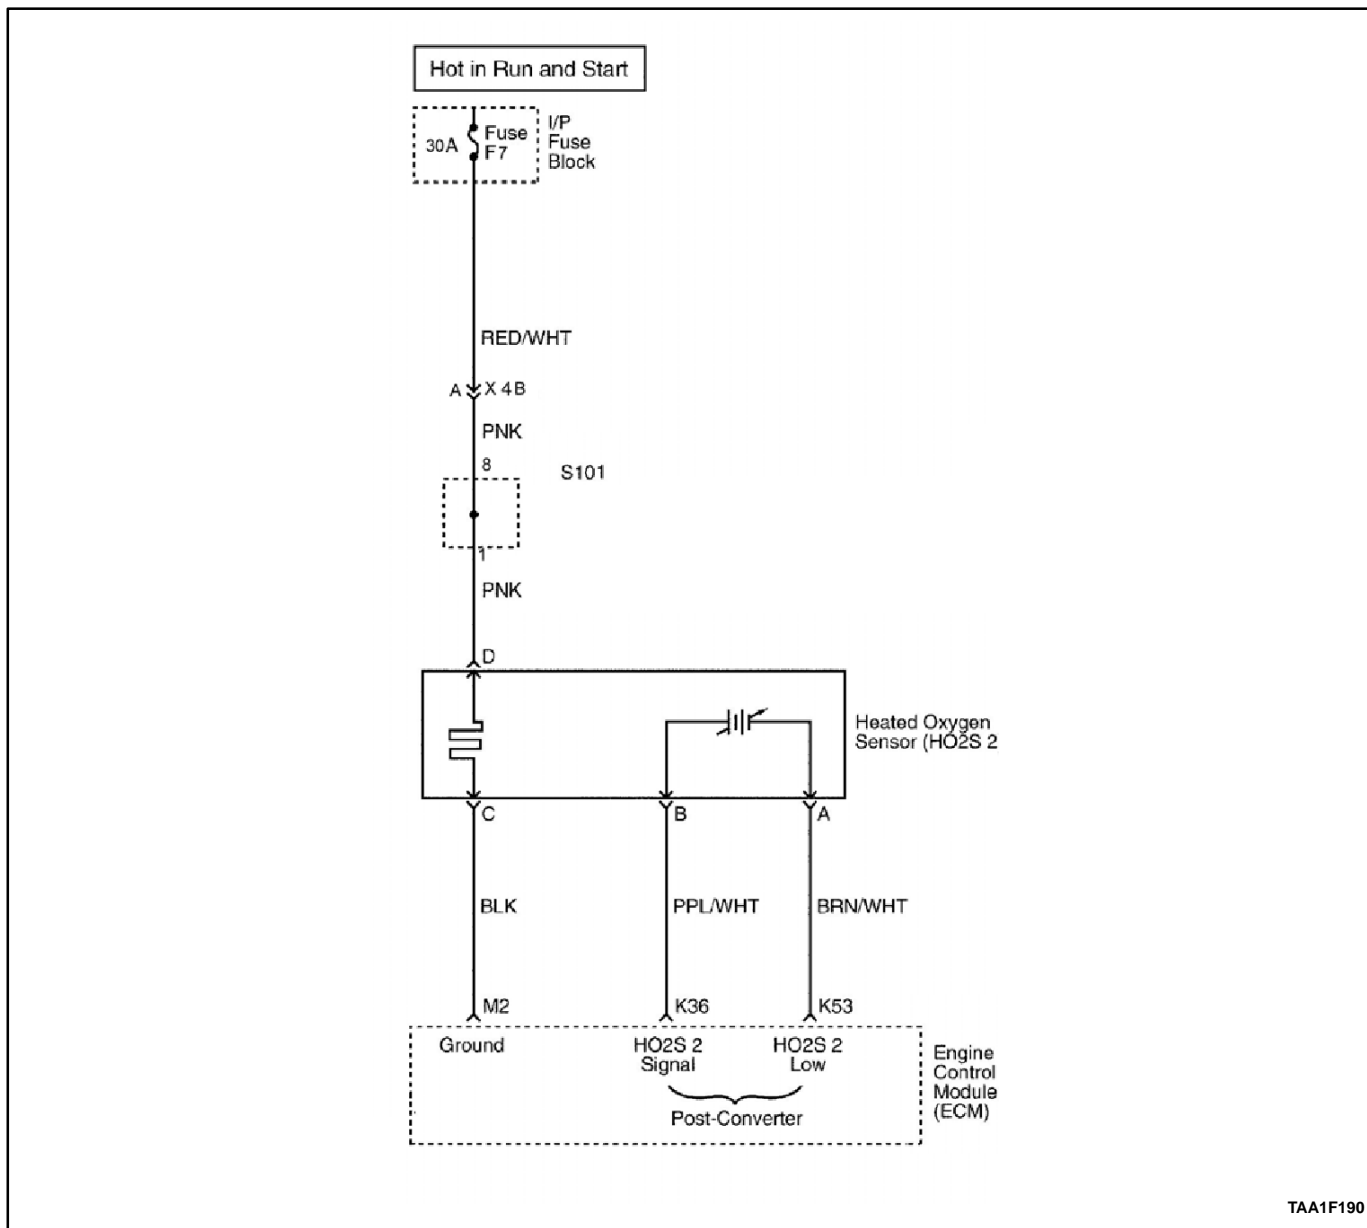 Hot in Run and Start
30A
Fuse
F7
I/P
Fuse
Block
RED/WHT
A
X 4B
PNK
8
S101
1
PNK
D
Heated Oxygen
Sensor (HO2S 2
C
B
A
BLK
PPL/WHT
BRN/WHT
M2
K36
K53
Ground
HO2S 2
Signal
HO2S 2
Low
Post-Converter
Engine
Control
Module
(ECM)
TAA1F190